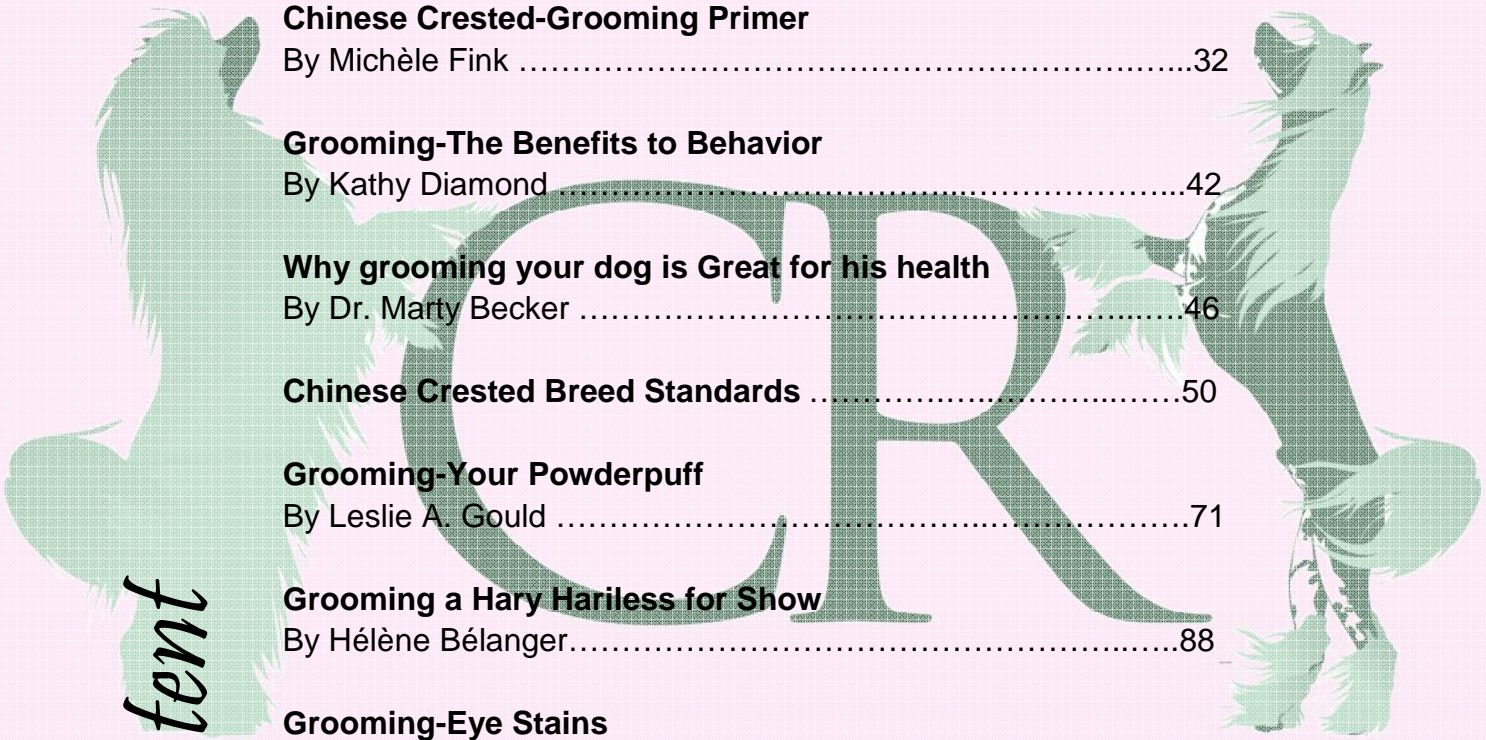 Chinese Crested-Grooming Primer
By Michèle Fink ………………………………………………………...32
Grooming-The Benefits to Behavior
By Kathy Diamond ………………………………………………...42
Why grooming your dog is Great for his health
By Dr. Marty Becker ………………………………………………….46
Chinese Crested Breed Standards ………………………………50
Grooming-Your Powderpuff
By Leslie A. Gould ……………………………………………………….71
Grooming a Hary Hariless for Show
By Hélène Bélanger…………………………………………………..88
Grooming-Eye Stains
CR
tent